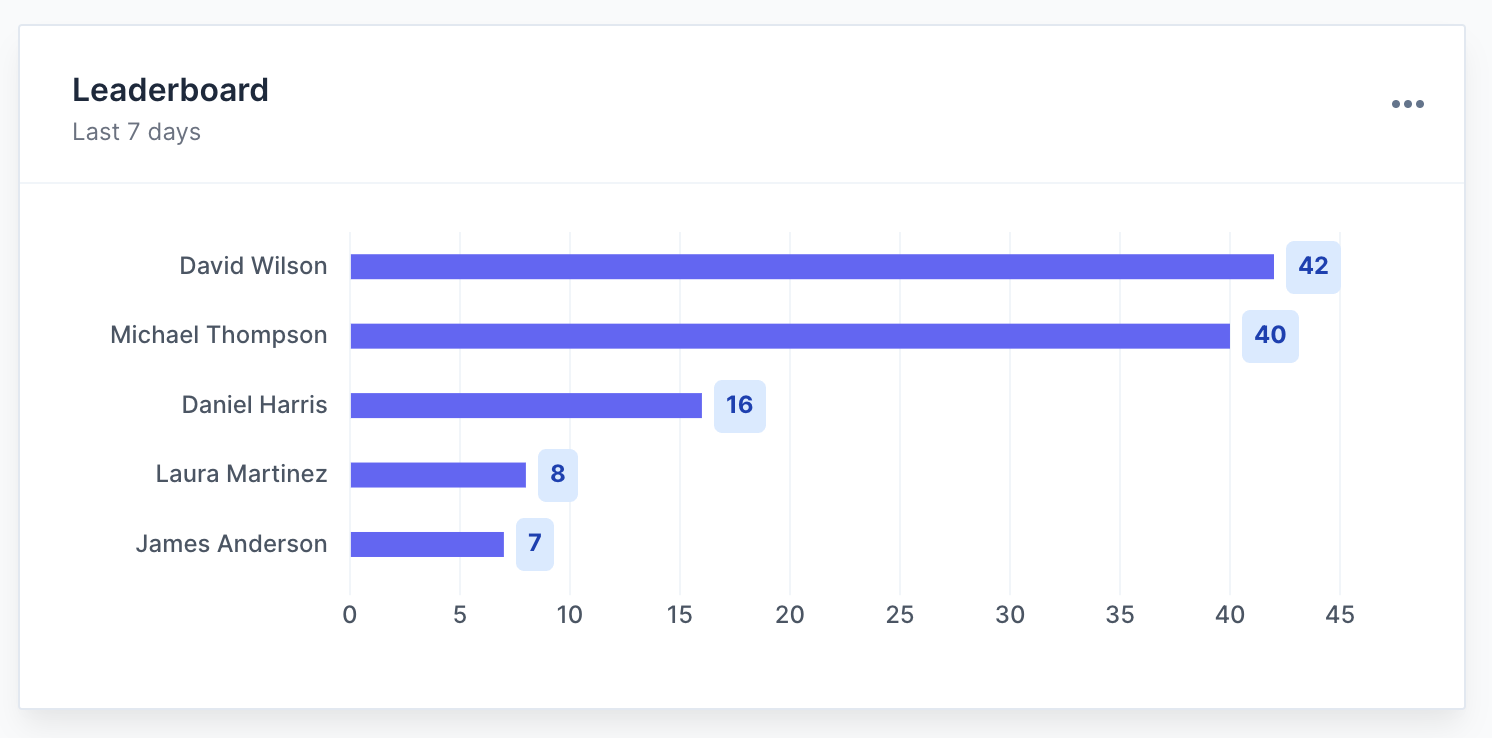 Leaderboard
Last 7 days
David Wilson 42
Michael Thompson 40
Daniel Harris 16
Laura Martinez 8
James Anderson 7
0 5 10 15 20 25 30 35 40 45